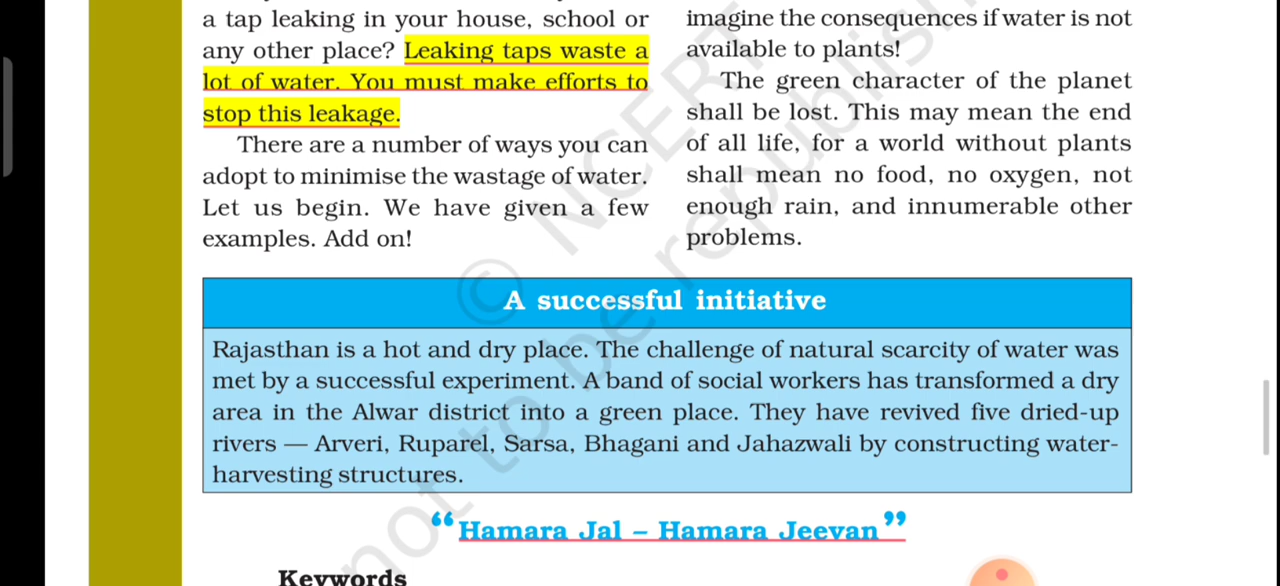 a tap leaking in your house, school or
any other place? Leaking taps waste a
lot of water. You must make efforts to
stop this leakage.
There are a number of ways you can
adopt to minimise the wastage of water.
Let us begin. We have given a few
examples. Add on!
imagine the consequences if water is not
available to plants!
The green character of the planet
shall be lost. This may mean the end
of all life, for a world without plants
shall mean no food, no oxygen, not
enough rain, and innumerable other
problems.
© NCERT
not to be republish
A successful initiative
Rajasthan is a hot and dry place. The challenge of natural scarcity of water was
met by a successful experiment. A band of social workers has transformed a dry
area in the Alwar district into a green place. They have revived five dried-up
rivers — Arveri, Ruparel, Sarsa, Bhagani and Jahazwali by constructing water-
harvesting structures.
“Hamara Jal – Hamara Jeevan”
Keywords